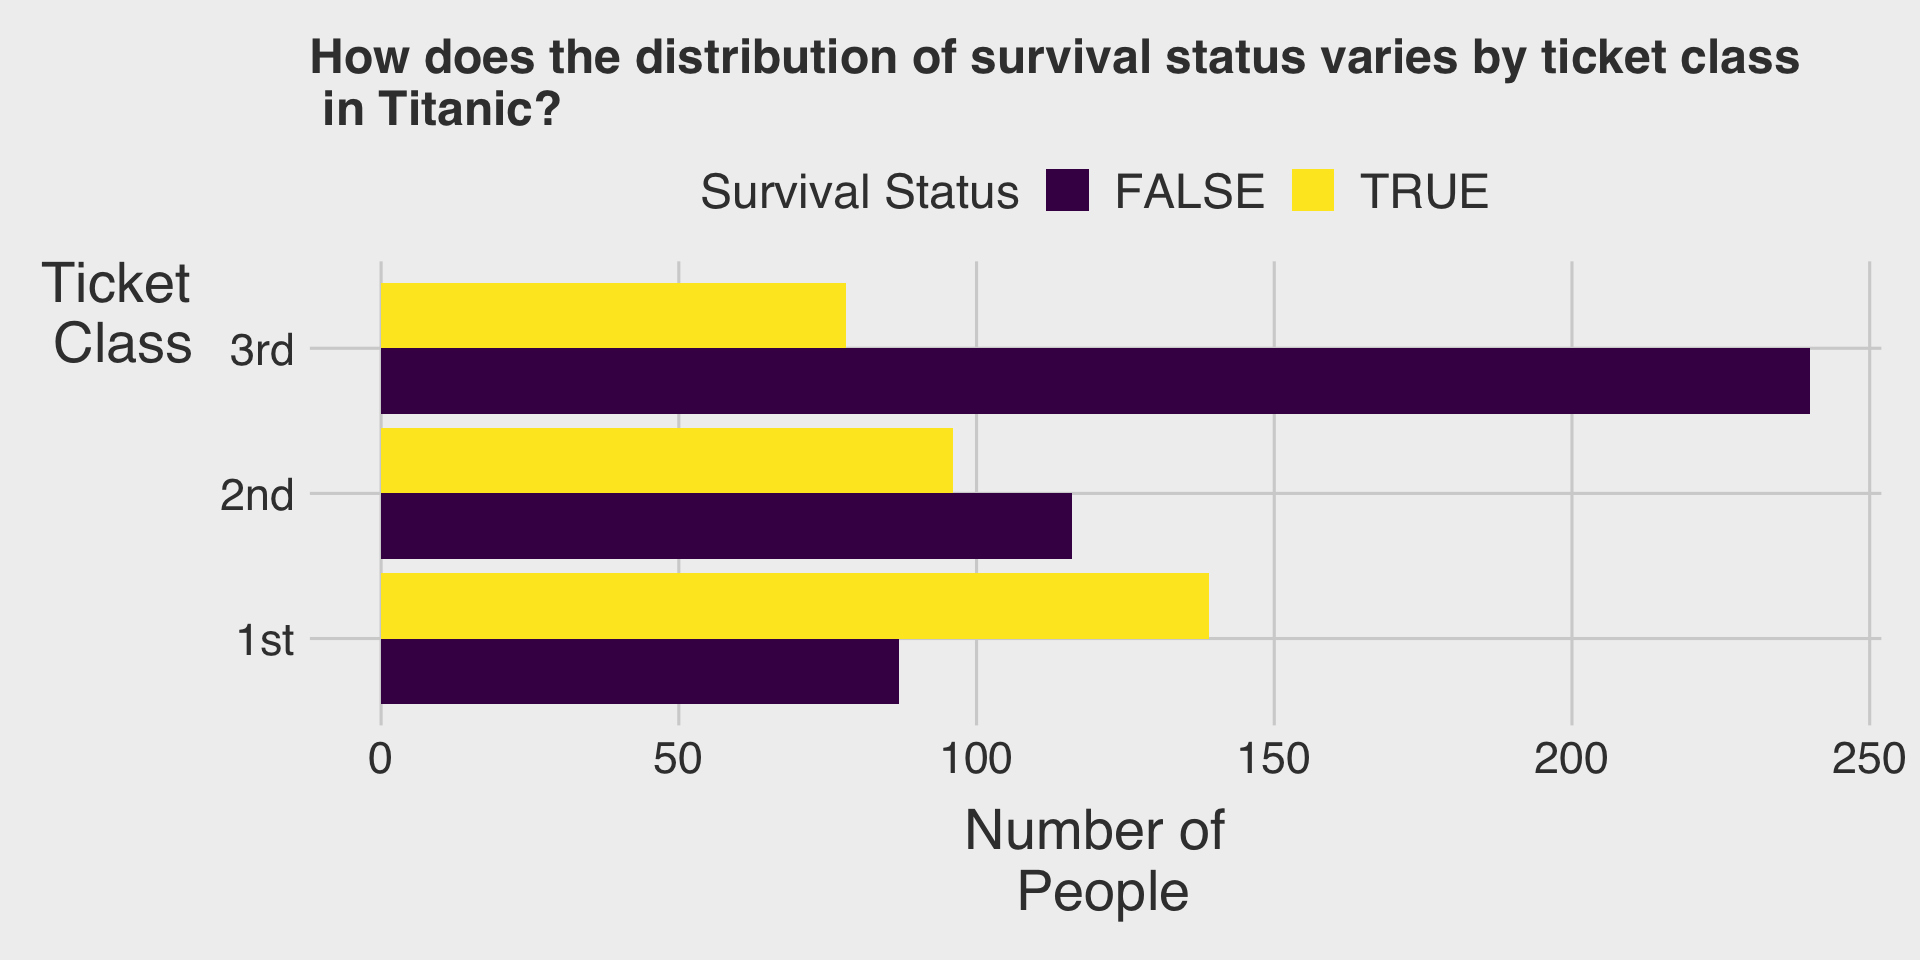 How does the distribution of survival status varies by ticket class
in Titanic?
Survival Status FALSE TRUE
Ticket
Class
3rd
2nd
1st
0 50 100 150 200 250
Number of
People